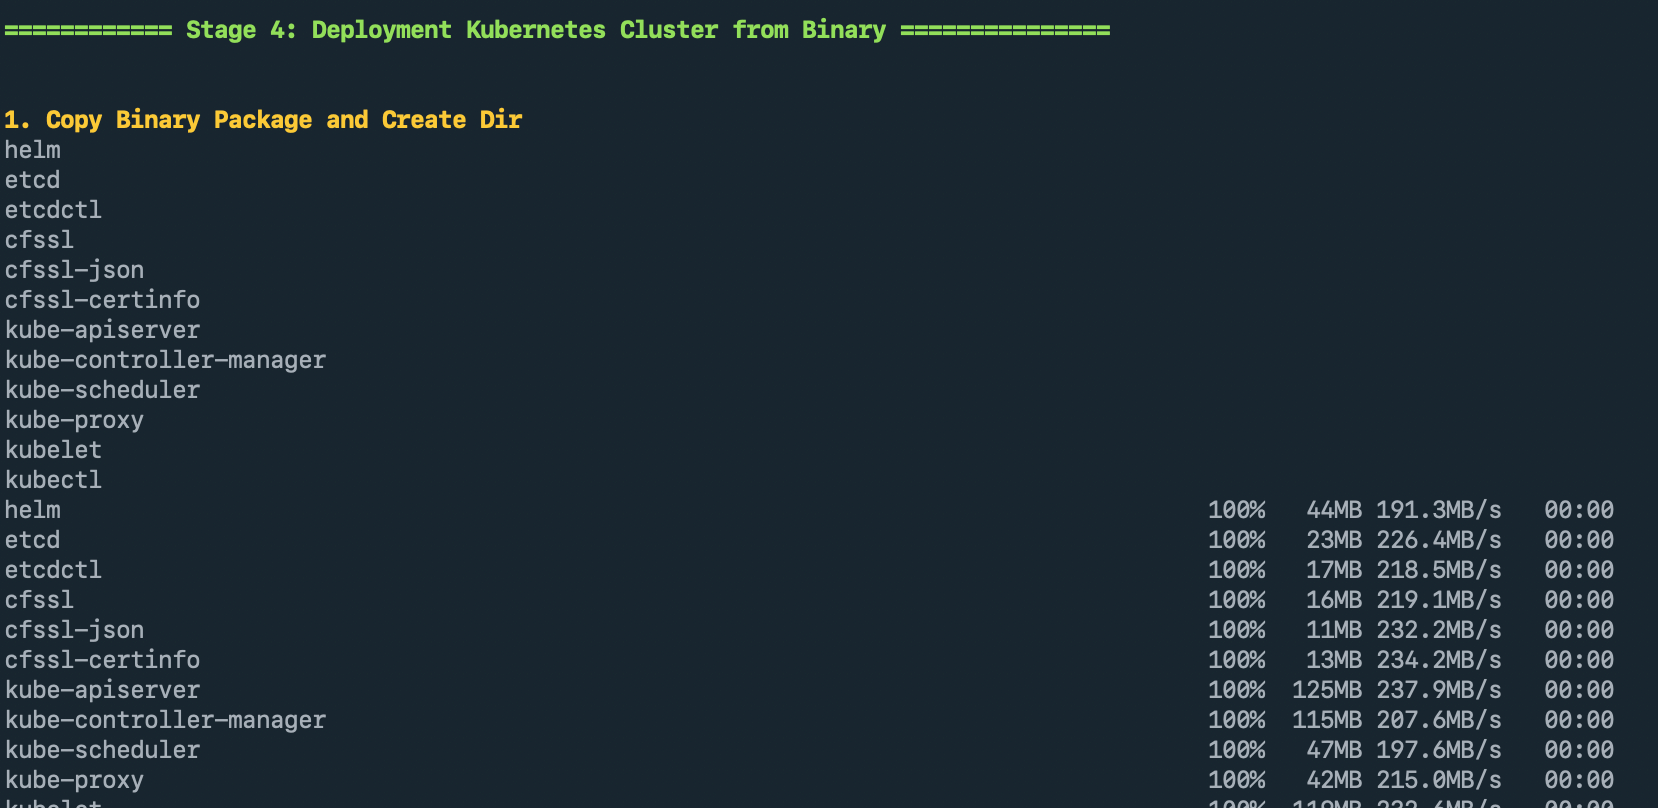 ============ Stage 4: Deployment Kubernetes Cluster from Binary ===============
1. Copy Binary Package and Create Dir
helm
etcd
etcdctl
cfssl
cfssl-json
cfssl-certinfo
kube-apiserver
kube-controller-manager
kube-scheduler
kube-proxy
kubelet
kubectl
helm 100% 44MB 191.3MB/s 00:00
etcd 100% 23MB 226.4MB/s 00:00
etcdctl 100% 17MB 218.5MB/s 00:00
cfssl 100% 16MB 219.1MB/s 00:00
cfssl-json 100% 11MB 232.2MB/s 00:00
cfssl-certinfo 100% 13MB 234.2MB/s 00:00
kube-apiserver 100% 125MB 237.9MB/s 00:00
kube-controller-manager 100% 115MB 207.6MB/s 00:00
kube-scheduler 100% 47MB 197.6MB/s 00:00
kube-proxy 100% 42MB 215.0MB/s 00:00
kubelet 100%